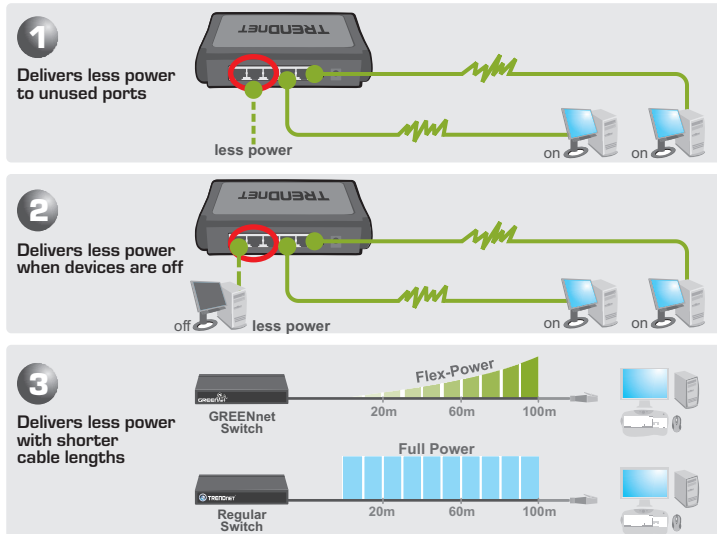 1
TRENDNET
Delivers less power
to unused ports
less power
on
on
2
TRENDNET
Delivers less power
when devices are off
off
less power
on
on
3
Delivers less power
with shorter
cable lengths
Flex-Power
GREENnet
20m
60m
100m
GREENnet
Switch
Full Power
TRENDNET
20m
60m
100m
Regular
Switch